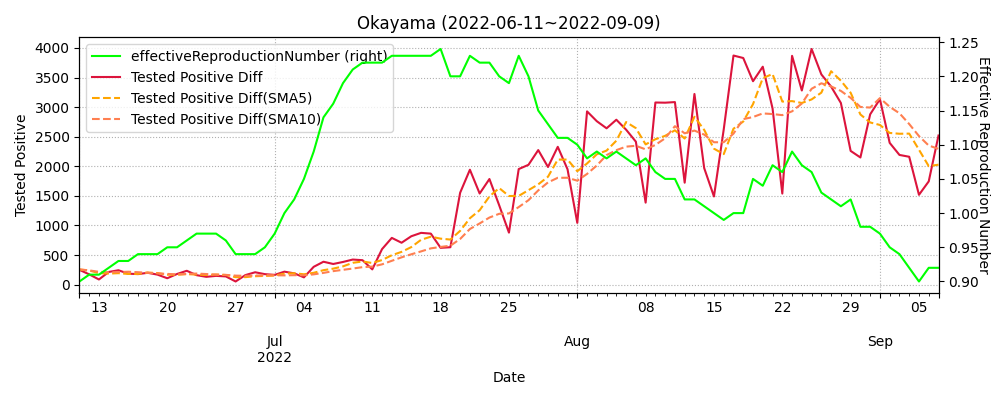 Okayama (2022-06-11~2022-09-09)
effectiveReproductionNumber (right)
Tested Positive Diff
Tested Positive Diff(SMA5)
Tested Positive Diff(SMA10)
Tested Positive
4000
3500
3000
2500
2000
1500
1000
500
0
1.25
1.20
1.15
1.10
1.05
1.00
0.95
0.90
Effective Reproduction Number
13 20 27 04 11 18 25 08 15 22 29 05
Jul Aug Sep
2022
Date